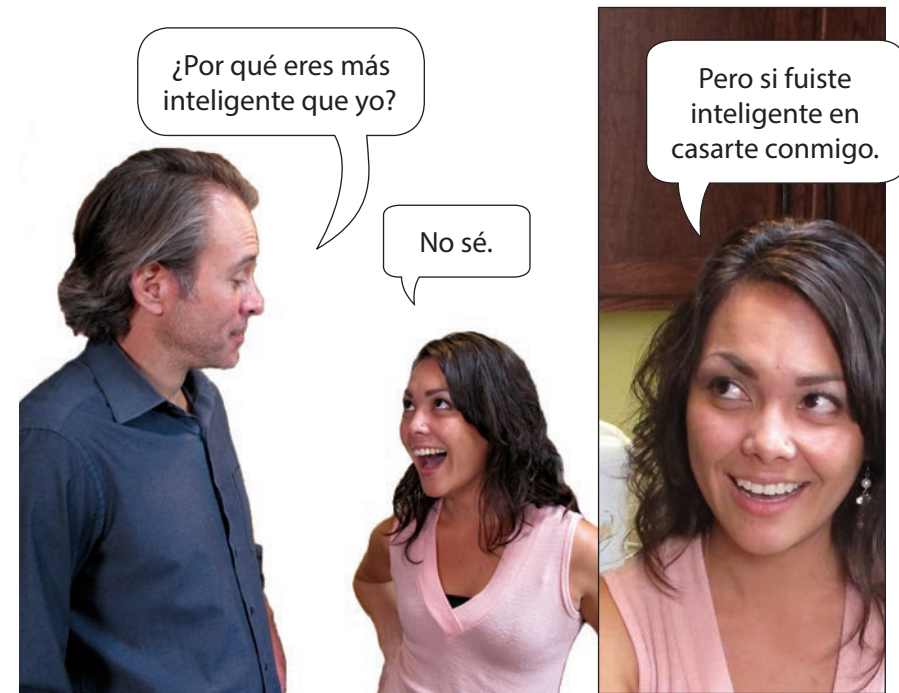 ¿Por qué eres más
inteligente que yo?
No sé.
Pero si fuiste
inteligente en
casarte conmigo.